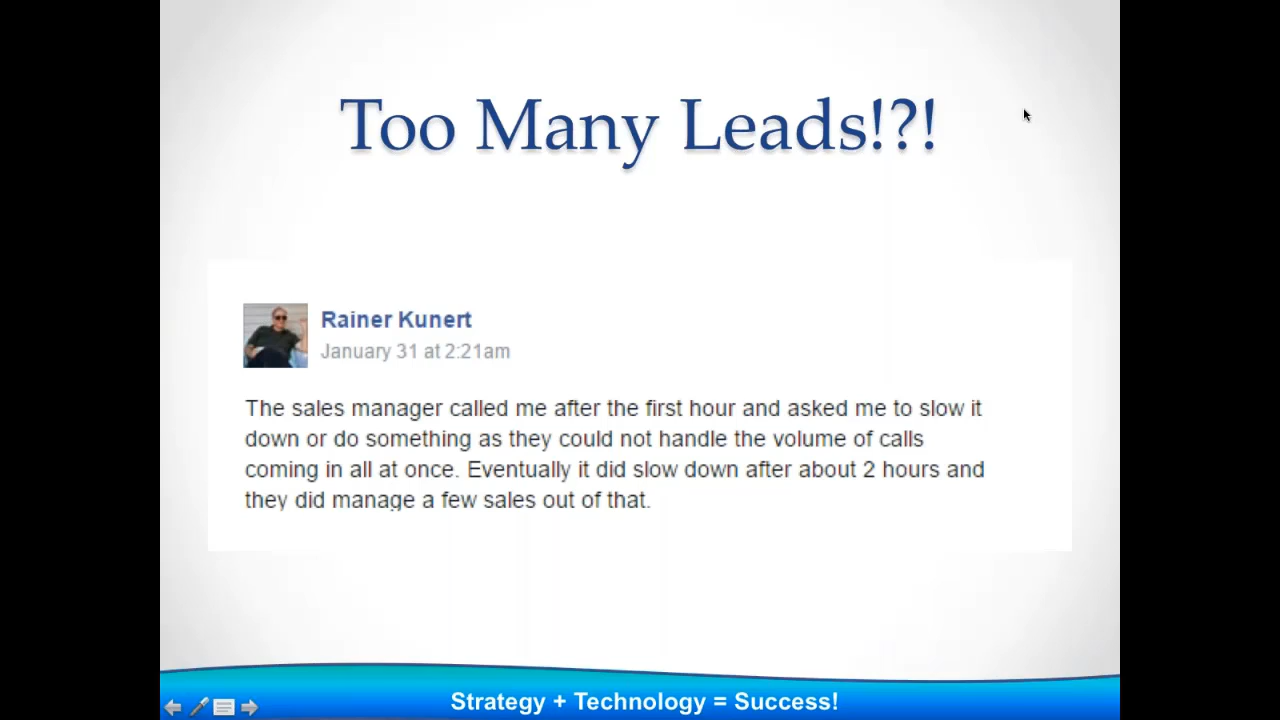 Too Many Leads!?!
Rainer Kunert
January 31 at 2:21am
The sales manager called me after the first hour and asked me to slow it
down or do something as they could not handle the volume of calls
coming in all at once. Eventually it did slow down after about 2 hours and
they did manage a few sales out of that.
Strategy + Technology = Success!